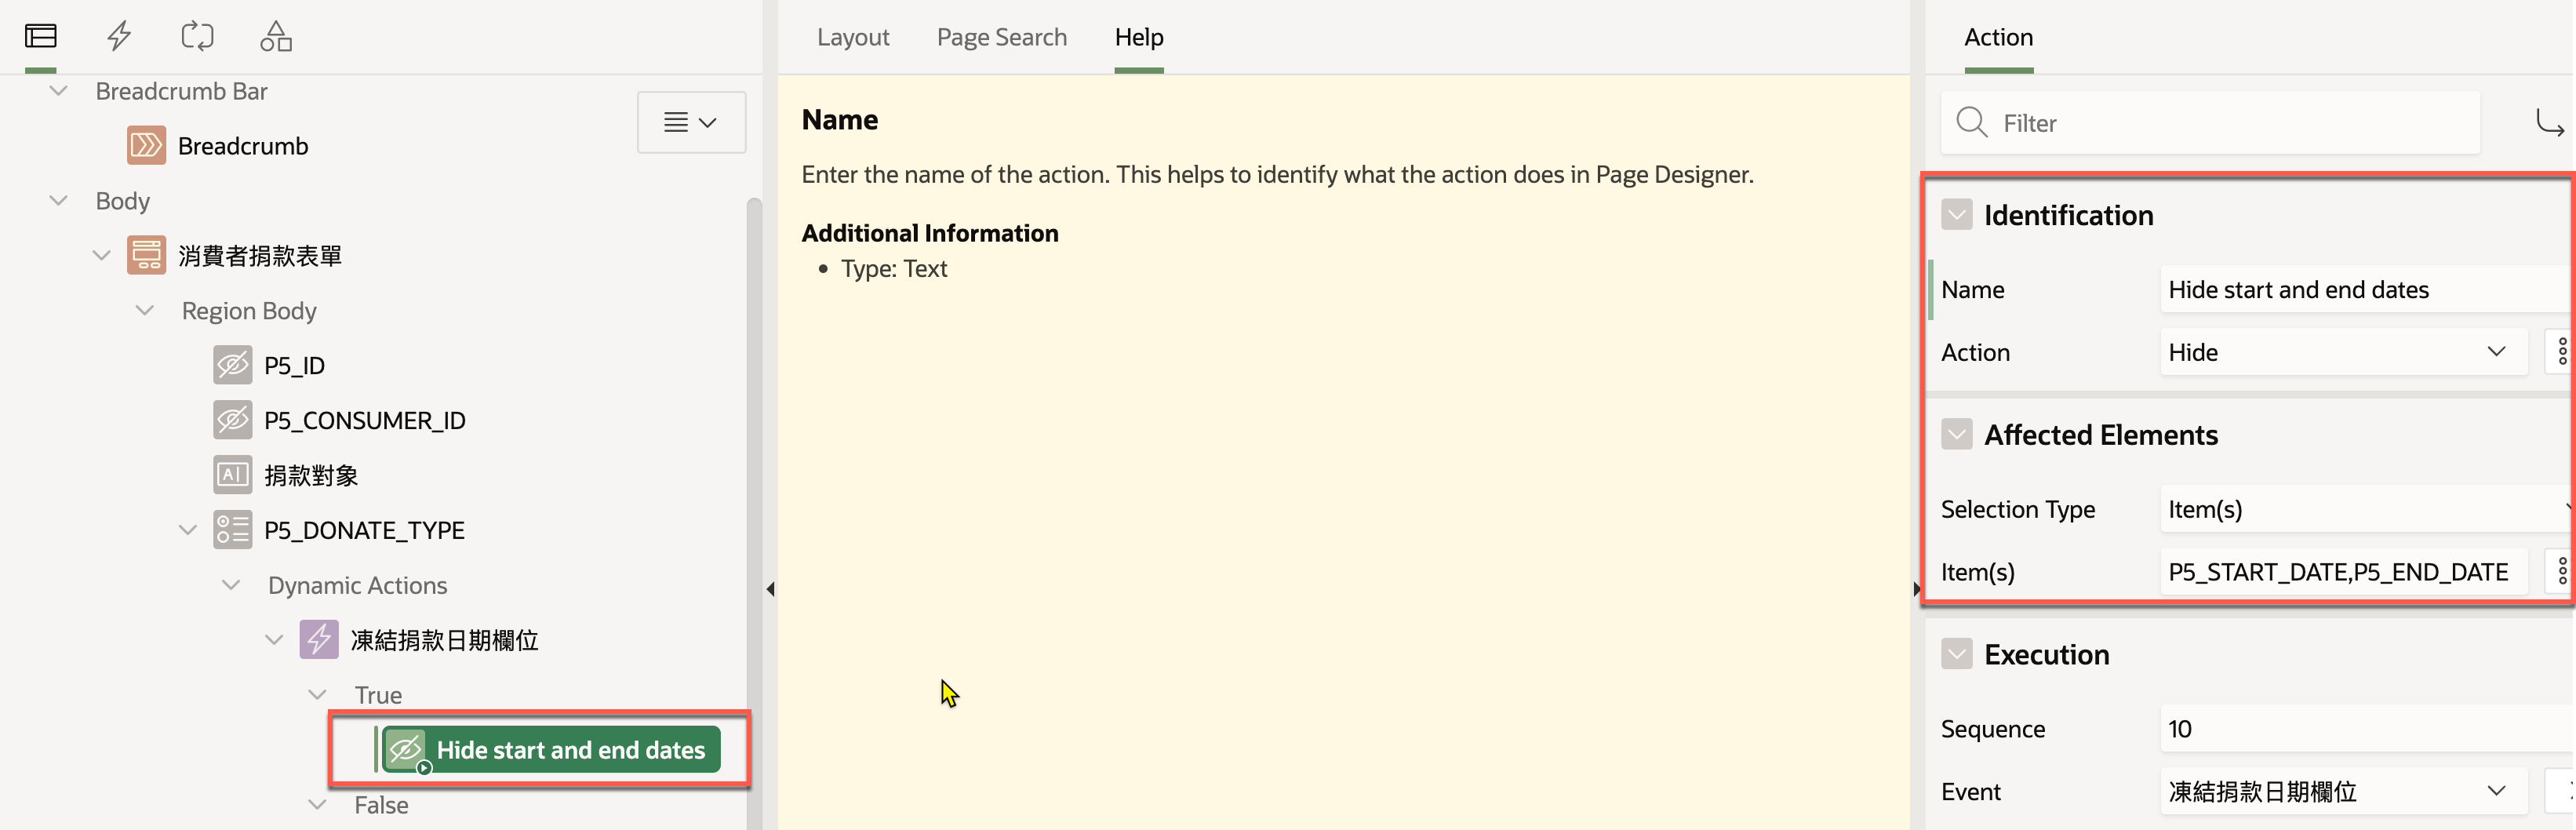 Breadcrumb Bar
Breadcrumb
Body
消費者捐款表單
Region Body
P5_ID
P5_CONSUMER_ID
捐款對象
P5_DONATE_TYPE
Dynamic Actions
凍結捐款日期欄位
True
Hide start and end dates
False
Layout
Page Search
Help
Name
Enter the name of the action. This helps to identify what the action does in Page Designer.
Additional Information
• Type: Text
Action
Filter
Identification
Name
Hide start and end dates
Action
Hide
Affected Elements
Selection Type
Item(s)
Item(s)
P5_START_DATE,P5_END_DATE
Execution
Sequence
10
Event
凍結捐款日期欄位